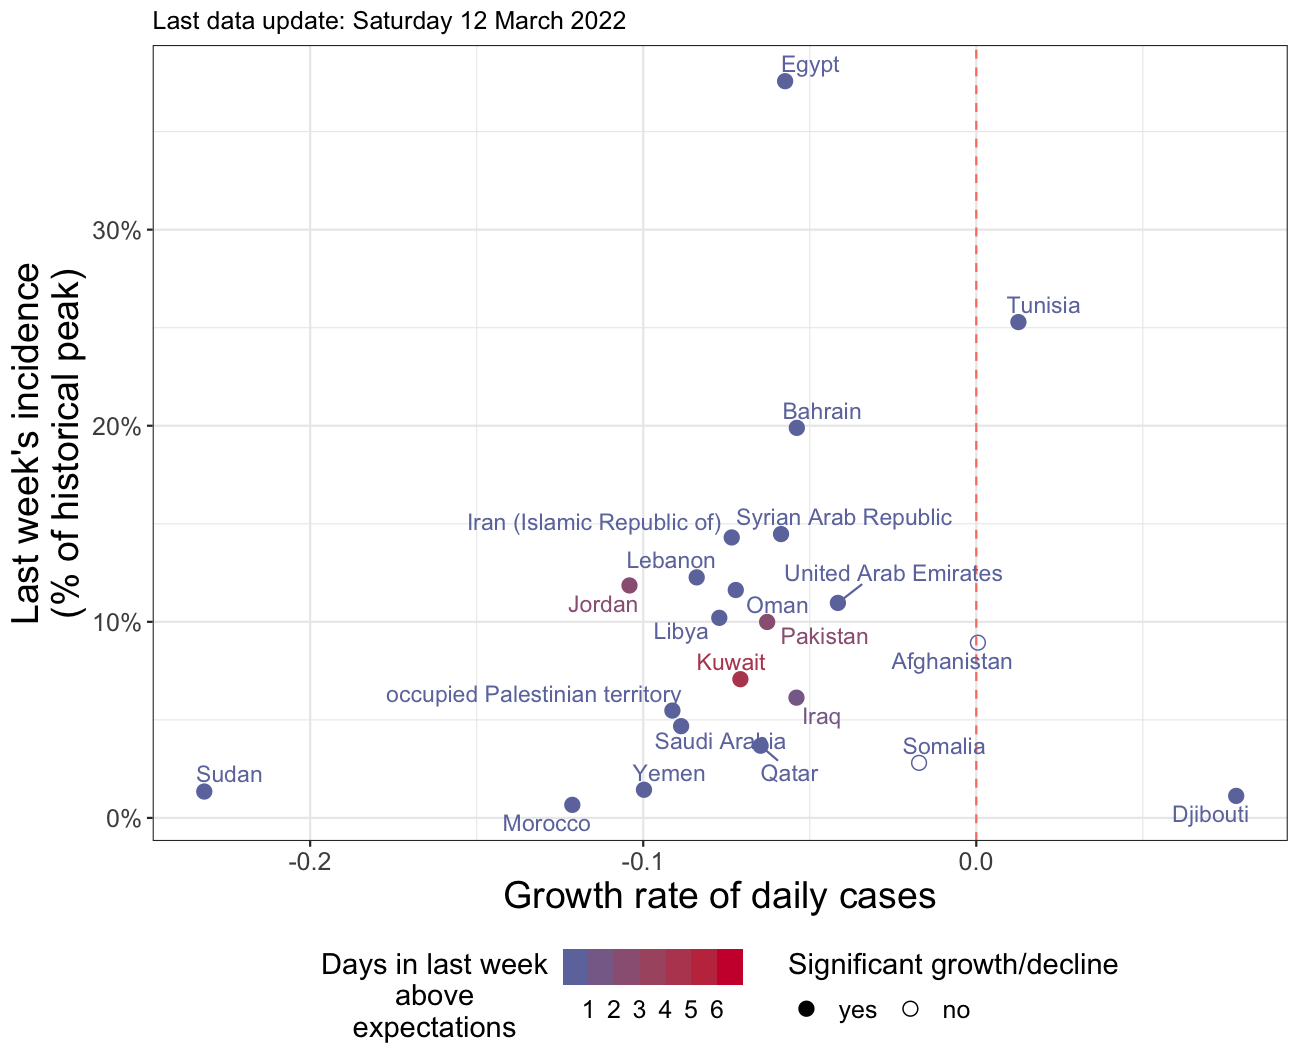 Last data update: Saturday 12 March 2022
Egypt
30%
Tunisia
Last week's incidence
(% of historical peak)
20%
Bahrain
Iran (Islamic Republic of)
Syrian Arab Republic
Lebanon
United Arab Emirates
Jordan
Oman
10%
Libya
Pakistan
Kuwait
Afghanistan
occupied Palestinian territory
Iraq
Saudi Arabia
Somalia
Sudan
Yemen
Qatar
Djibouti
0%
Morocco
-0.2
-0.1
0.0
Growth rate of daily cases
Days in last week
above
expectations
1 2 3 4 5 6
Significant growth/decline
yes
no